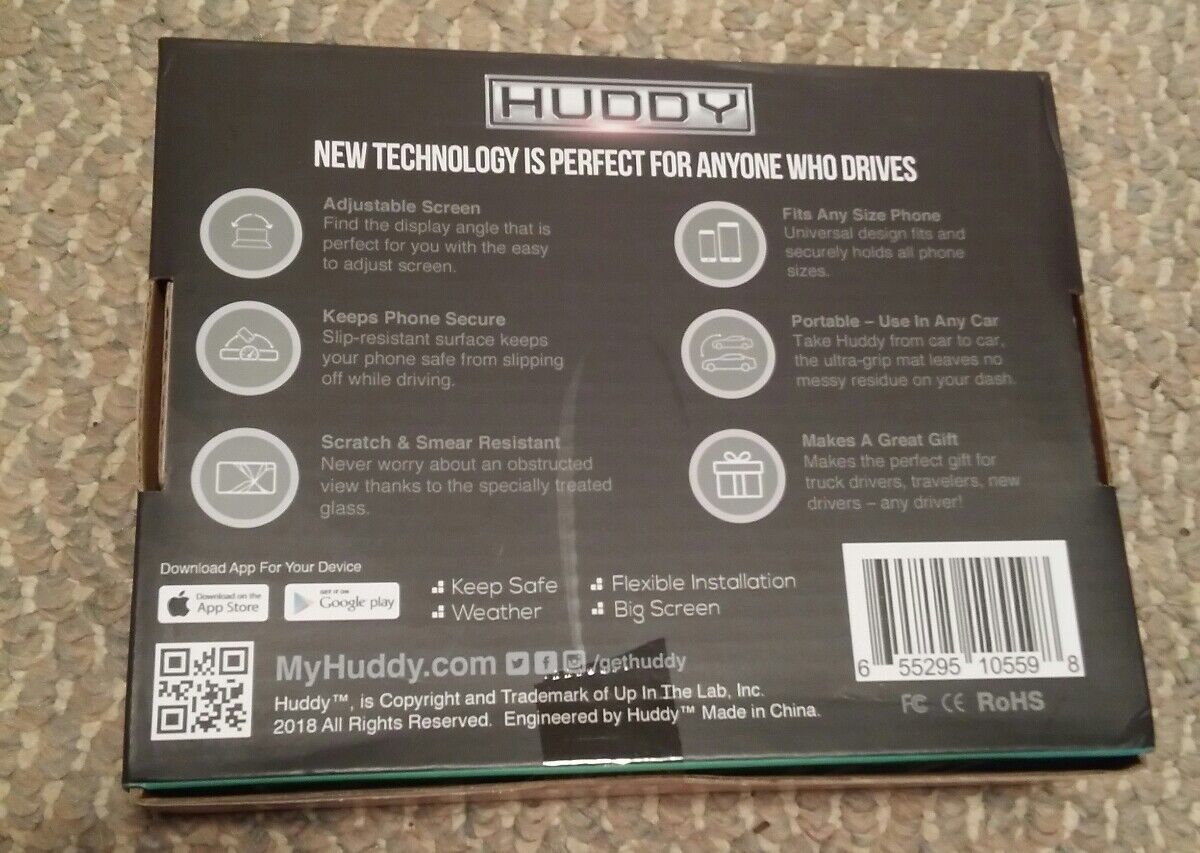 HUDDY
NEW TECHNOLOGY IS PERFECT FOR ANYONE WHO DRIVES
Adjustable Screen
Find the display angle that is
perfect for you with the easy
to adjust screen.
Keeps Phone Secure
Slip-resistant surface keeps
your phone safe from slipping
off while driving.
Scratch & Smear Resistant
Never worry about an obstructed
view thanks to the specially treated
glass.
Fits Any Size Phone
Universal design fits and
securely holds all phone
sizes.
Portable – Use In Any Car
Take Huddy from car to car,
the ultra-grip mat leaves no
messy residue on your dash.
Makes A Great Gift
Makes the perfect gift for
truck drivers, travelers, new
drivers – any driver!
Download App For Your Device
Download on the
App Store
GET IT ON
Google play
Keep Safe
Weather
Flexible Installation
Big Screen
MyHuddy.com /gethuddy
Huddy™, is Copyright and Trademark of Up In The Lab, Inc.
2018 All Rights Reserved. Engineered by Huddy™ Made in China.
6 55295 10559 8
FC CE RoHS